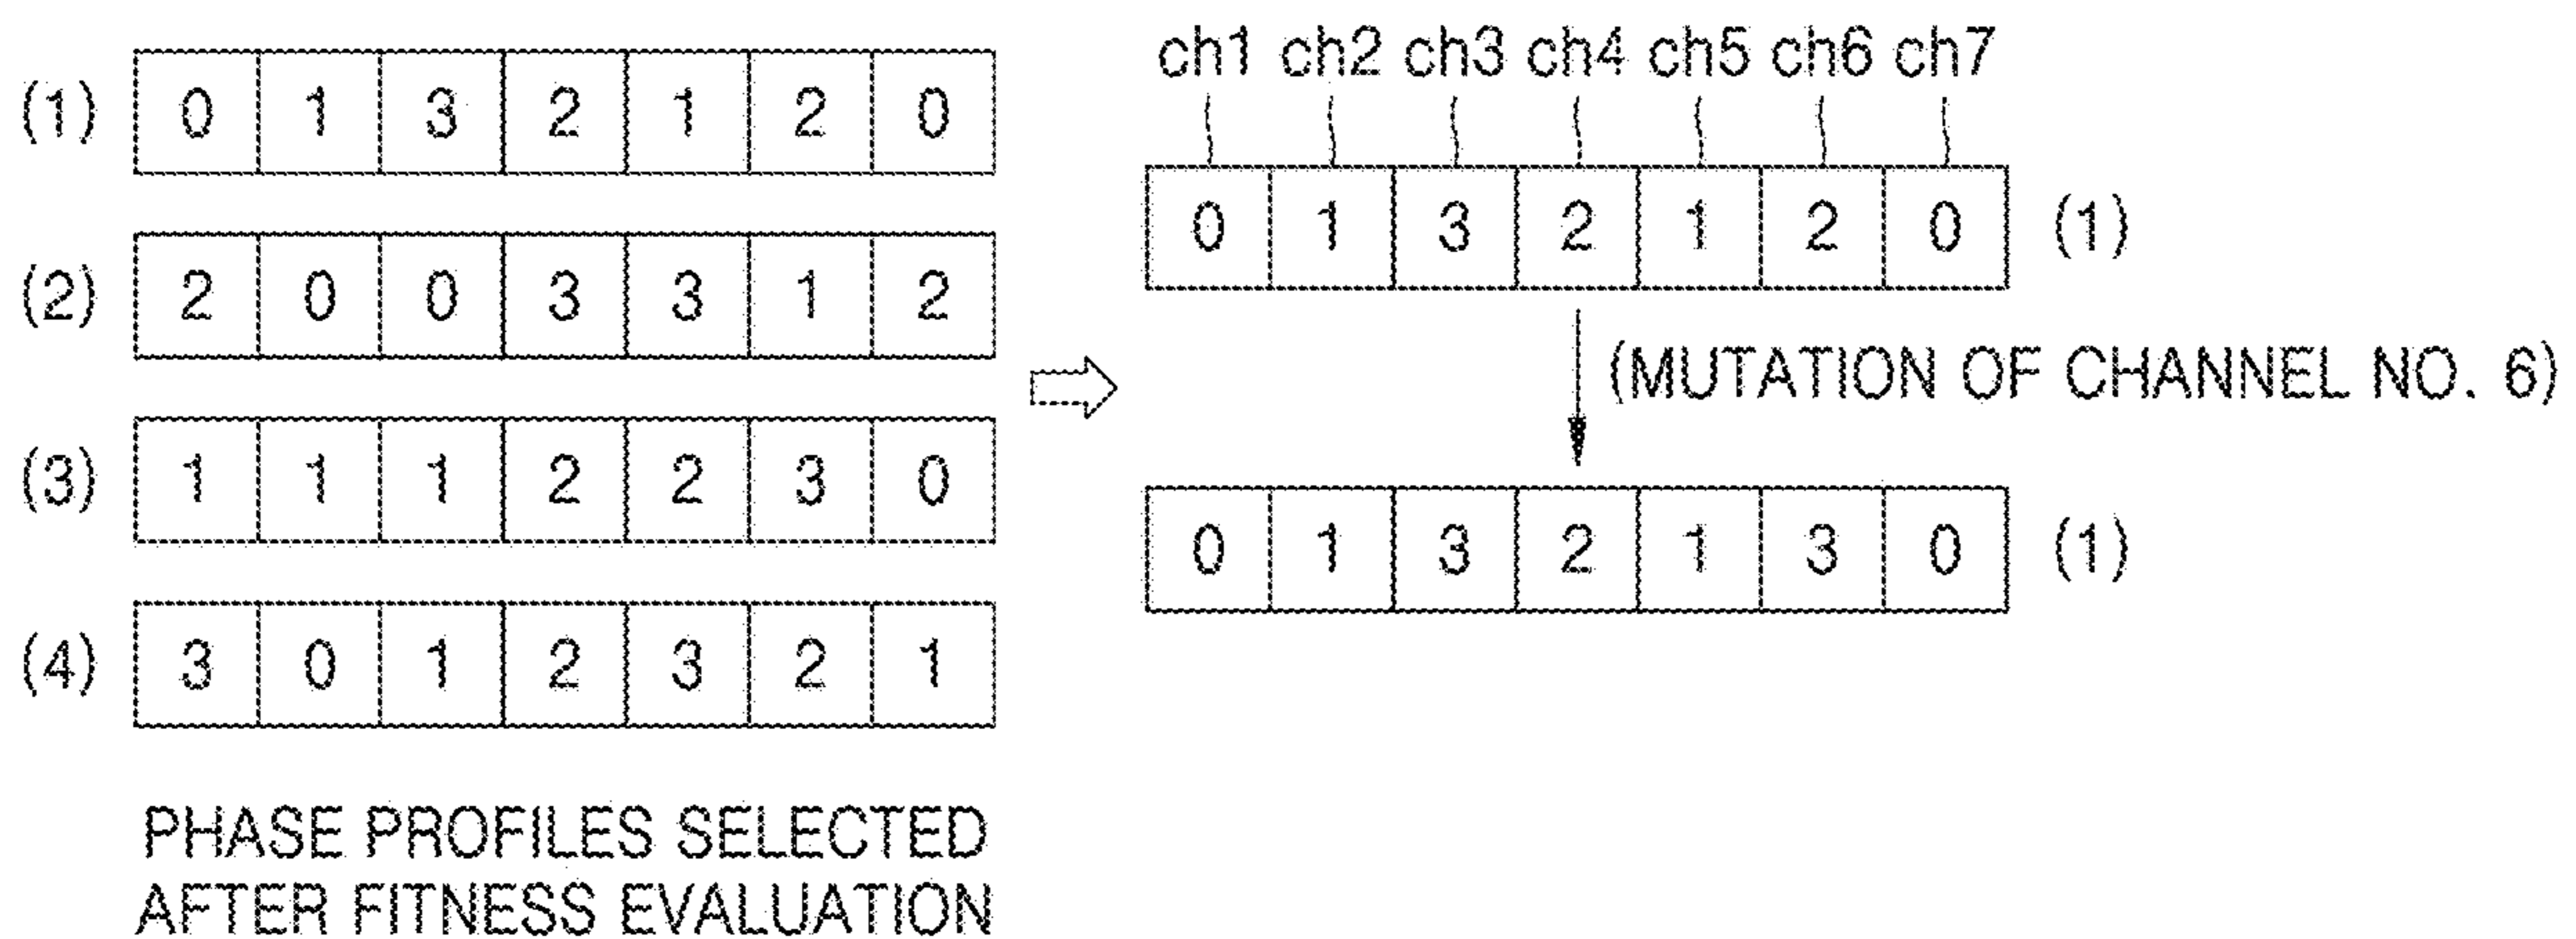 (1) 0 1 3 2 1 2 0
(2) 2 0 0 3 3 1 2
(3) 1 1 1 2 2 3 0
(4) 3 0 1 2 3 2 1
PHASE PROFILES SELECTED
AFTER FITNESS EVALUATION
ch1 ch2 ch3 ch4 ch5 ch6 ch7
0 1 3 2 1 2 0 (1)
(MUTATION OF CHANNEL NO. 6)
0 1 3 2 1 3 0 (1)